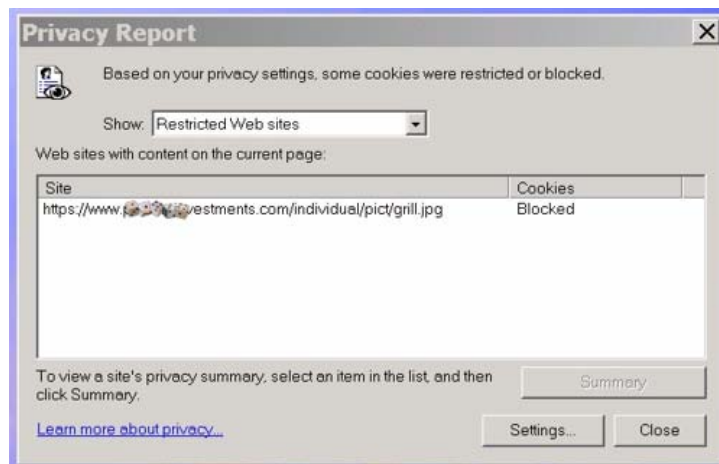 Privacy Report
Based on your privacy settings, some cookies were restricted or blocked.
Show: Restricted Web sites
Web sites with content on the current page:
Site Cookies
https://www. vestments.com/individual/pict/grill.jpg Blocked
To view a site's privacy summary, select an item in the list, and then
click Summary.
Summary
Learn more about privacy...
Settings...
Close